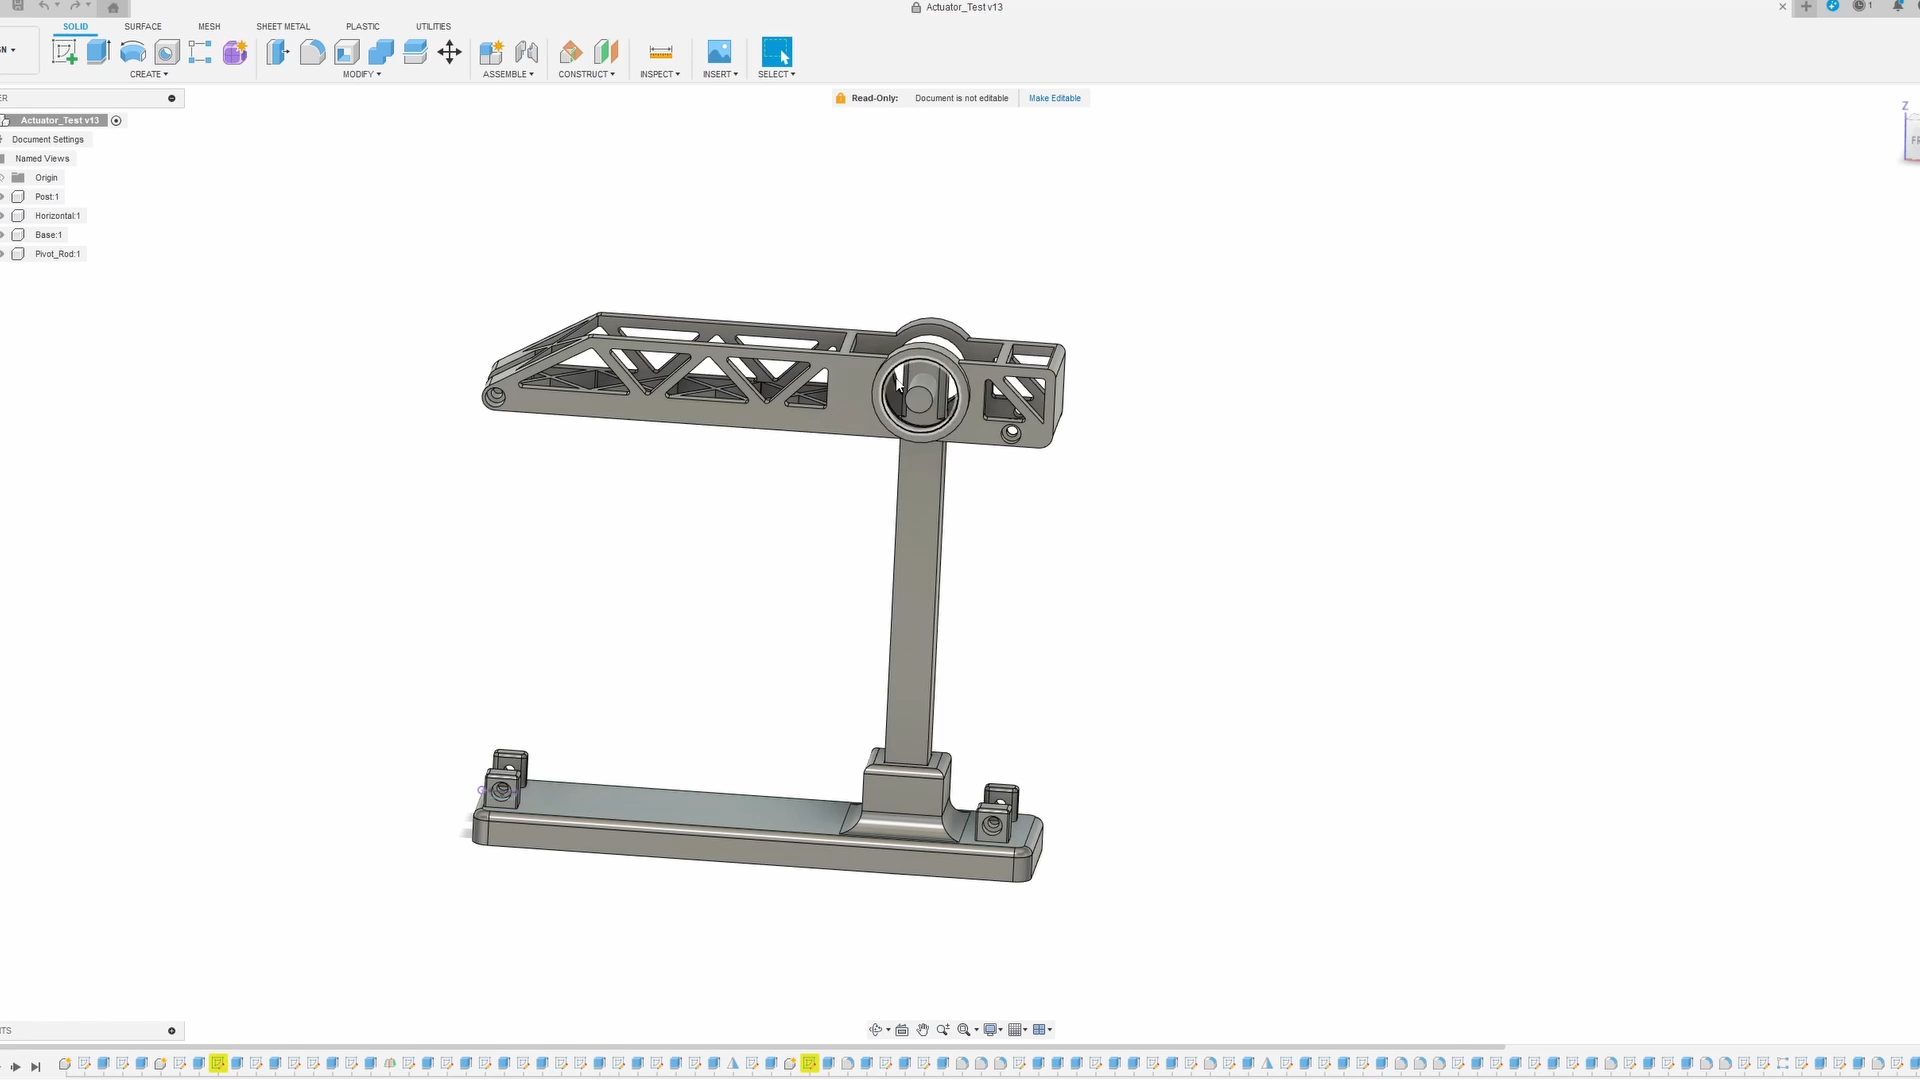 Actuator_Test v13
1
SOLID SURFACE MESH SHEET METAL PLASTIC UTILITIES
CREATE MODIFY ASSEMBLE CONSTRUCT INSPECT INSERT SELECT
Read-Only: Document is not editable Make Editable
Actuator_Test v13
Document Settings
Named Views
Origin
Post:1
Horizontal:1
Base:1
Pivot_Rod:1
Z